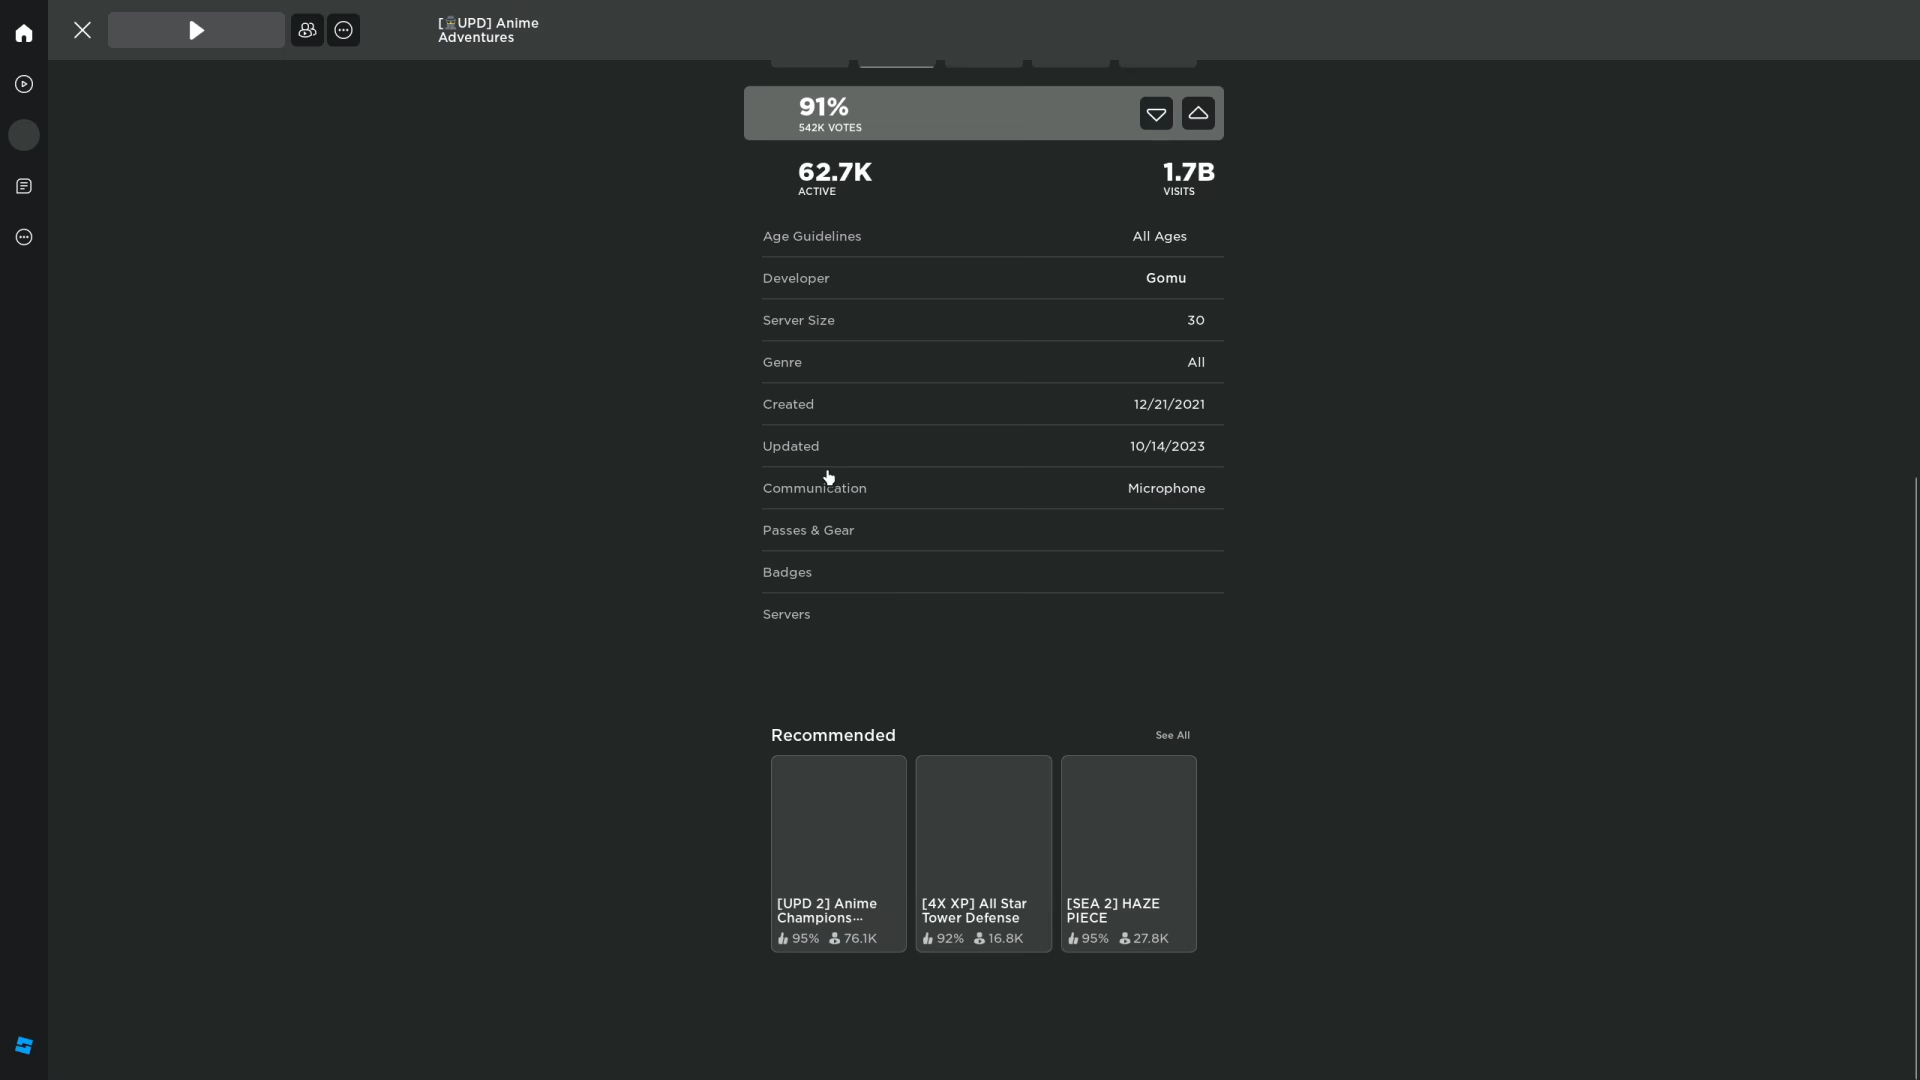 [UPD] Anime
Adventures
91%
542K VOTES
62.7K
ACTIVE
1.7B
VISITS
Age Guidelines All Ages
Developer Gomu
Server Size 30
Genre All
Created 12/21/2021
Updated 10/14/2023
Communication Microphone
Passes & Gear
Badges
Servers
Recommended See All
[UPD 2] Anime
Champions...
95% 76.1K
[4X XP] All Star
Tower Defense
92% 16.8K
[SEA 2] HAZE
PIECE
95% 27.8K